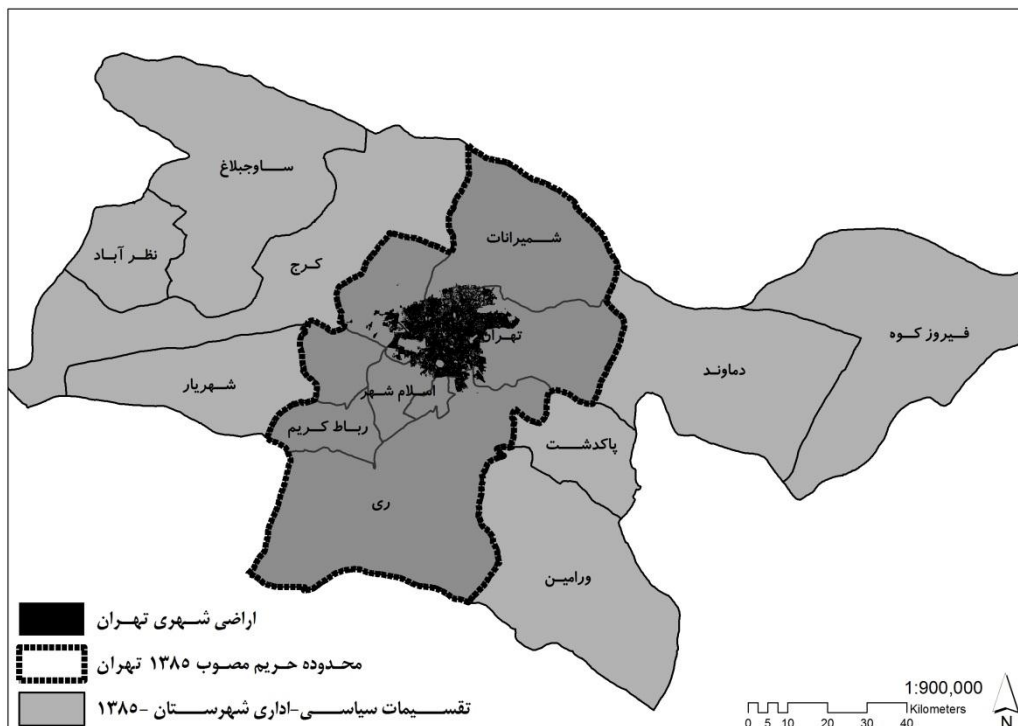 ساوجبلاغ
شمیرانات
نظر آباد
کرج
فیروز کوه
تهران
دماوند
شهریار
اسلام شهر
رباط کریم
پاکدشت
ری
ورامین
اراضی شهری تهران
محدوده حریم مصوب ۱۳۸۵ تهران
تقسیمات سیاسی-اداری شهرستان -۱۳۸۵
1:900,000
Kilometers
0 5 10 20 30 40
N